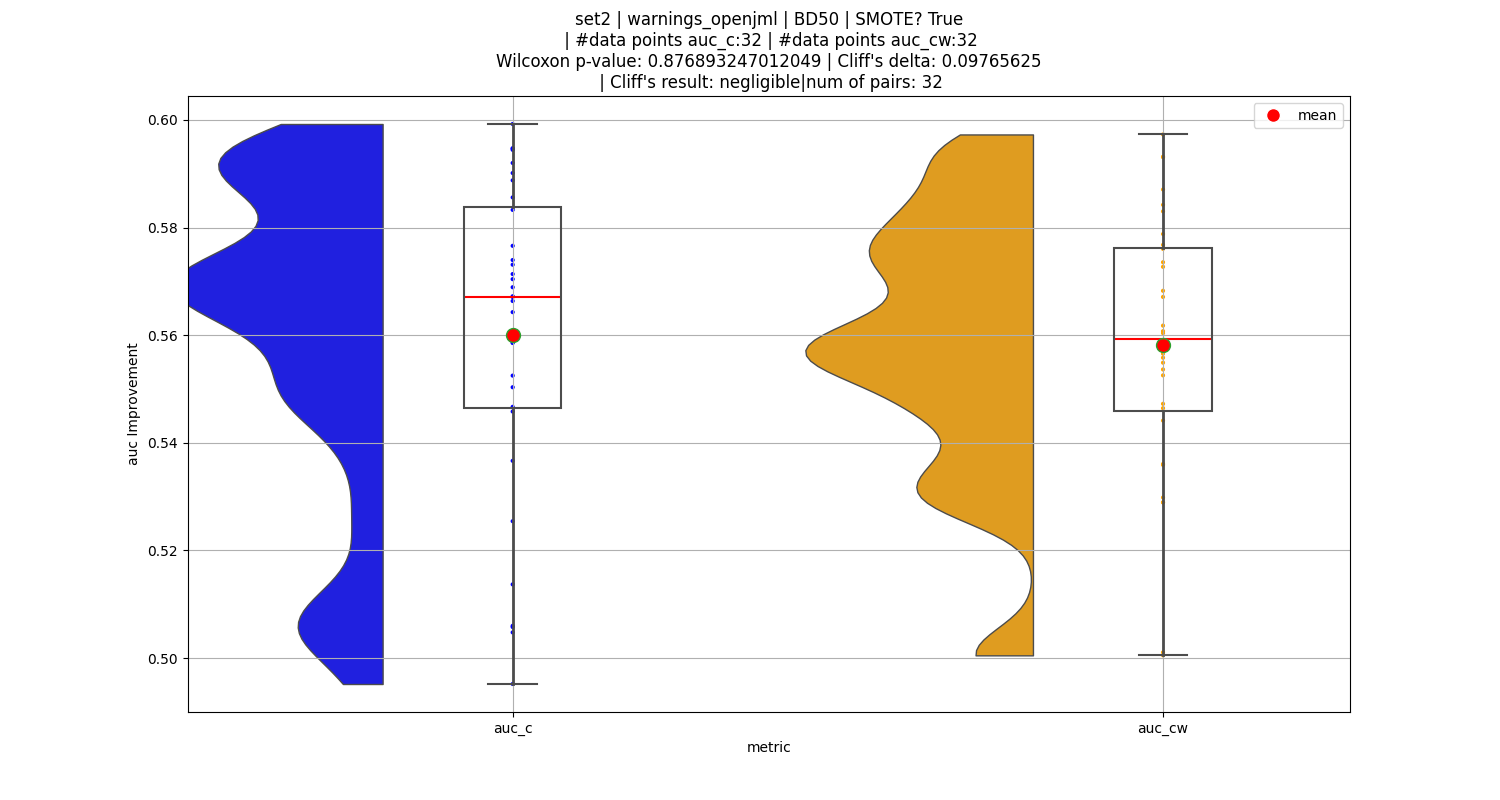 set2 | warnings_openjml | BD50 | SMOTE? True
| #data points auc_c:32 | #data points auc_cw:32
Wilcoxon p-value: 0.876893247012049 | Cliff's delta: 0.09765625
| Cliff's result: negligible|num of pairs: 32
mean
0.60
0.58
0.56
0.54
0.52
0.50
auc Improvement
auc_c
auc_cw
metric